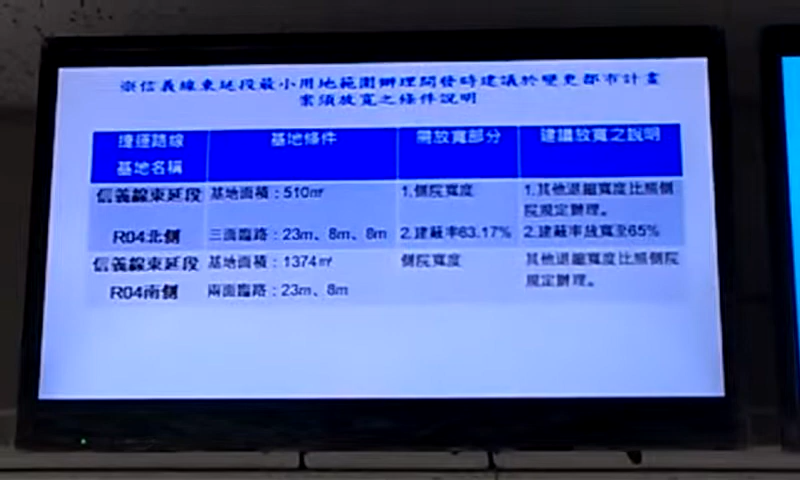 ※信義線東延段最小用地範圍辦理開發時建議於變更都市計畫
案須放寬之條件說明
捷運路線
基地名稱
基地條件
需放寬部分
建議放寬之說明
信義線東延段
R04北側
基地面積：510㎡
三面臨路：23m、8m、8m
1.側院寬度
2.建蔽率63.17%
1.其他退縮寬度比照側
院規定辦理。
2.建蔽率放寬至65%
信義線東延段
R04南側
基地面積：1374㎡
兩面臨路：23m、8m
側院寬度
其他退縮寬度比照側院
規定辦理。